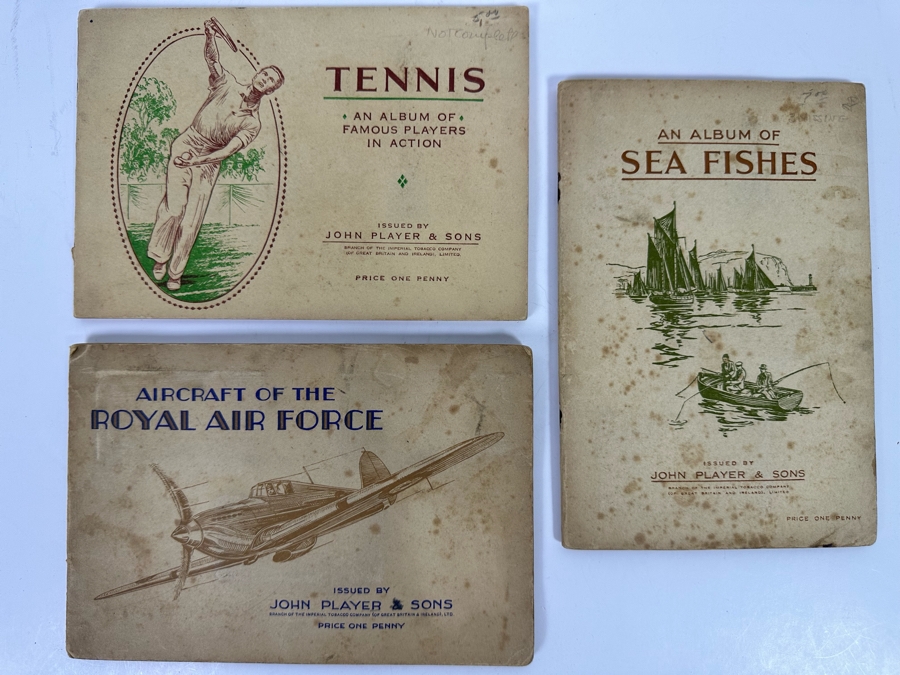 Not complete
TENNIS
AN ALBUM OF
FAMOUS PLAYERS
IN ACTION
ISSUED BY
JOHN PLAYER & SONS
BRANCH OF THE IMPERIAL TOBACCO COMPANY
(OF GREAT BRITAIN AND IRELAND), LIMITED.
PRICE ONE PENNY
AN ALBUM OF
SEA FISHES
ISSUED BY
JOHN PLAYER & SONS
BRANCH OF THE IMPERIAL TOBACCO COMPANY
(OF GREAT BRITAIN AND IRELAND), LIMITED
PRICE ONE PENNY
AIRCRAFT OF THE
ROYAL AIR FORCE
ISSUED BY
JOHN PLAYER & SONS
BRANCH OF THE IMPERIAL TOBACCO COMPANY (OF GREAT BRITAIN & IRELAND), LTD.
PRICE ONE PENNY